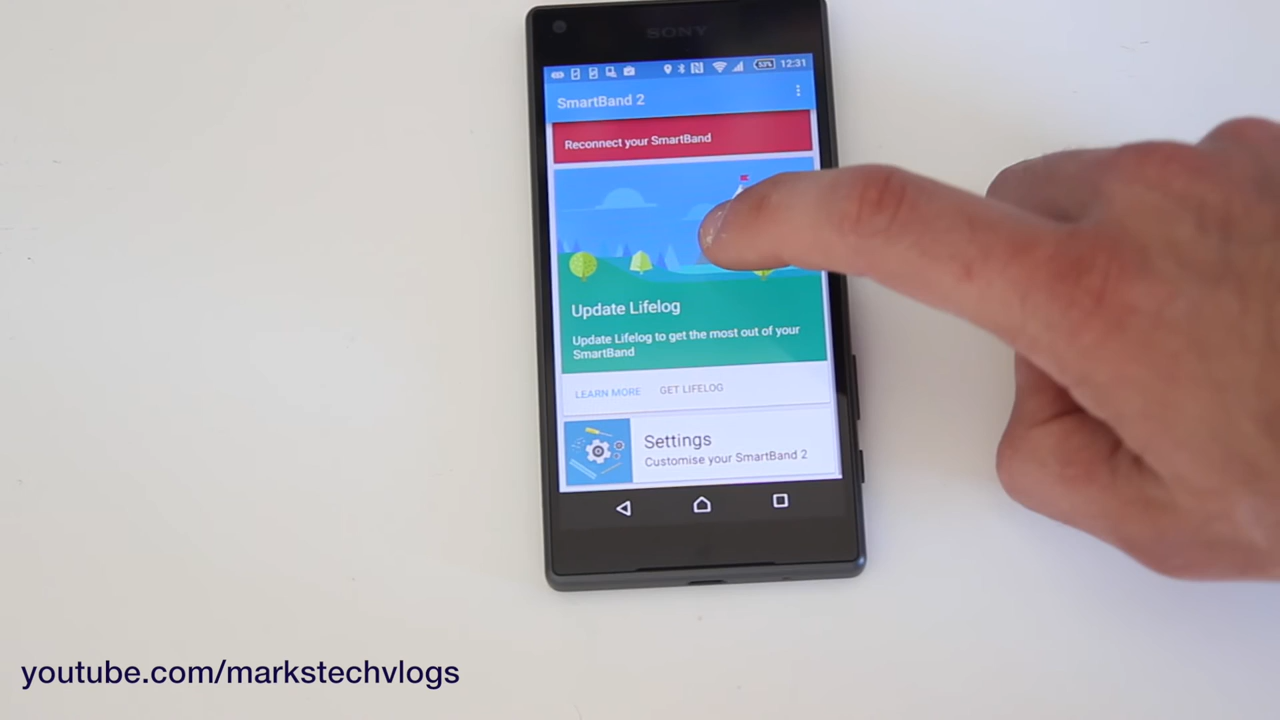 SONY
53% 12:31
SmartBand 2
Reconnect your SmartBand
Update Lifelog
Update Lifelog to get the most out of your
SmartBand
LEARN MORE GET LIFELOG
Settings
Customise your SmartBand 2
youtube.com/markstechvlogs